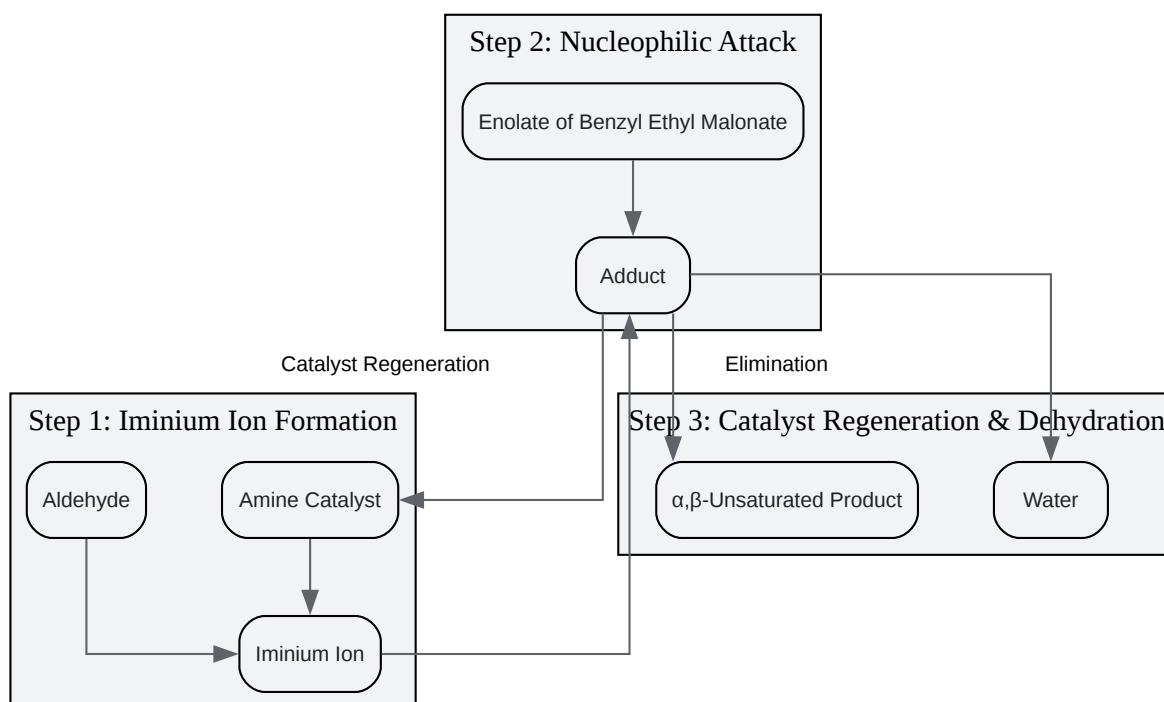 Step 2: Nucleophilic Attack
Enolate of Benzyl Ethyl Malonate
Adduct
Catalyst Regeneration
Elimination
Step 1: Iminium Ion Formation
Aldehyde
Amine Catalyst
Iminium Ion
Step 3: Catalyst Regeneration & Dehydration
α,β-Unsaturated Product
Water